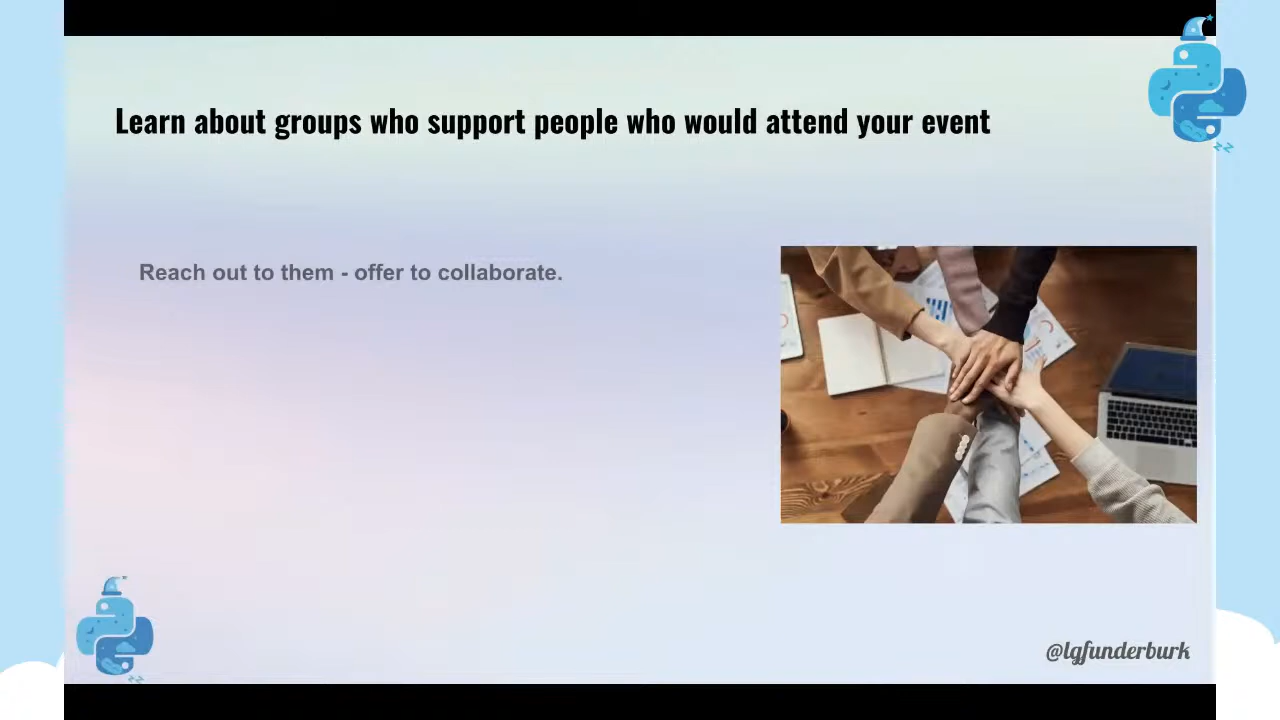 Learn about groups who support people who would attend your event
Reach out to them - offer to collaborate.
@lgfunderburk